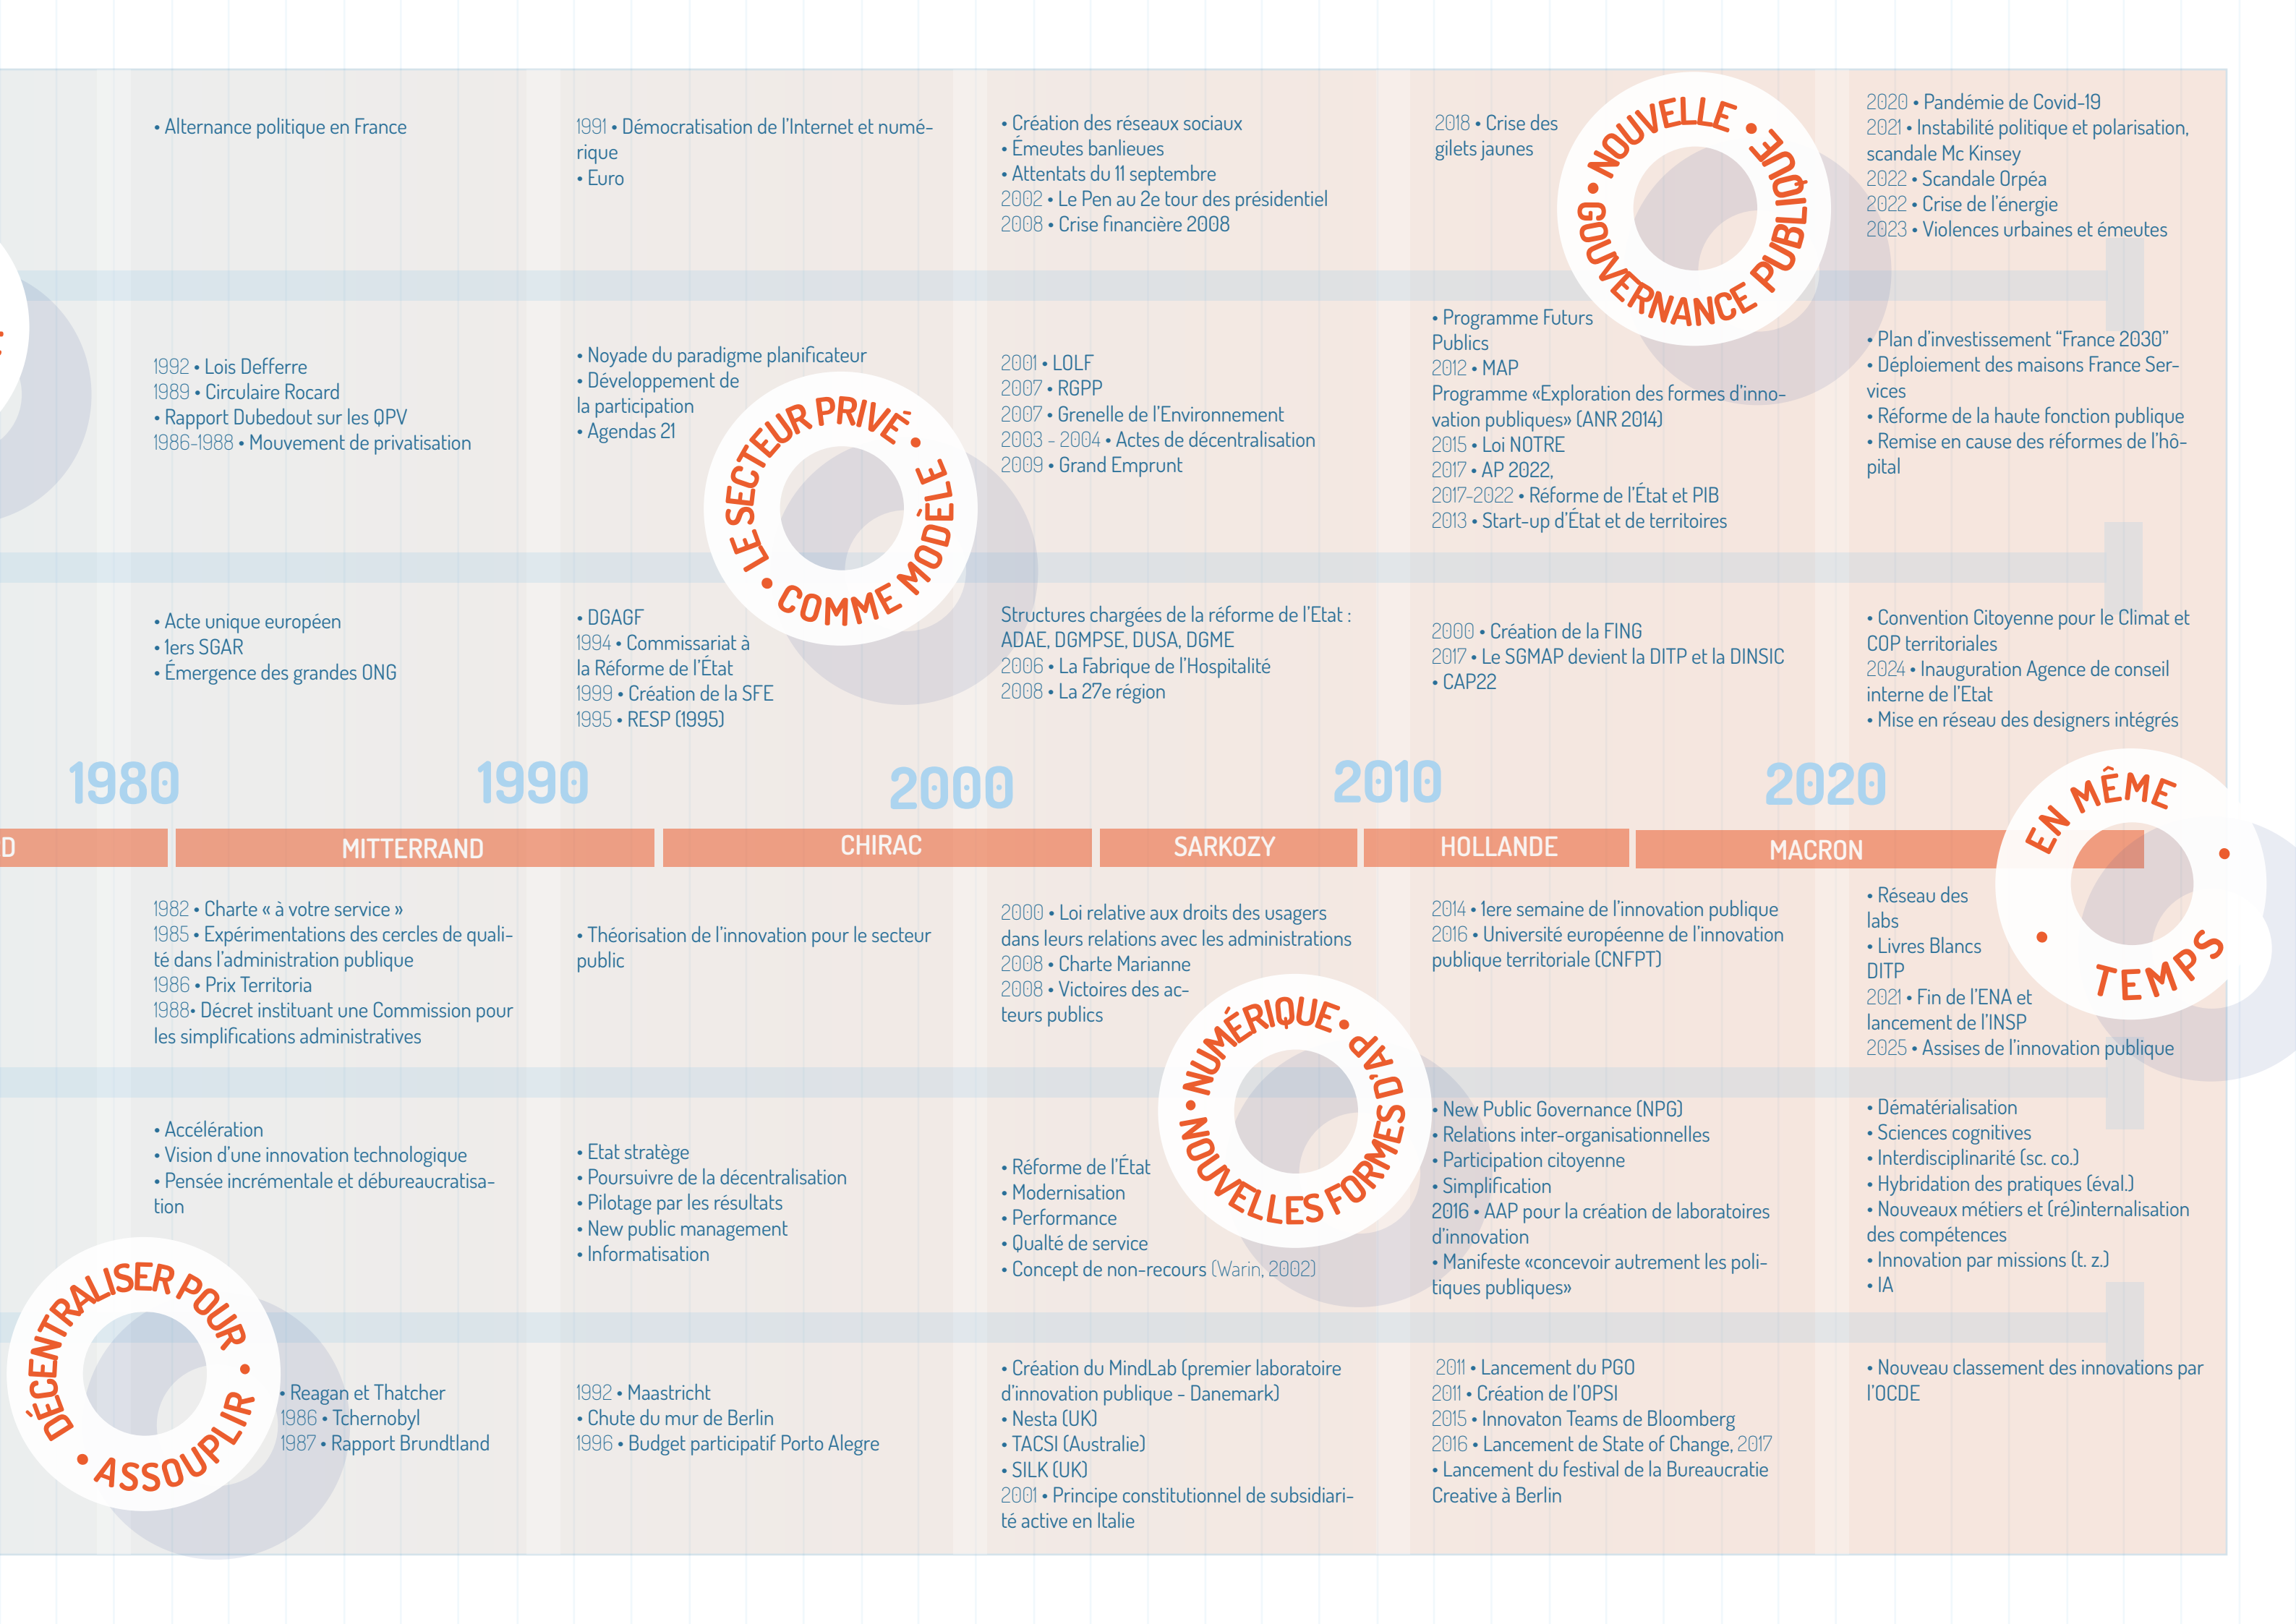 • Alternance politique en France
1991 • Démocratisation de l'Internet et numé-
rique
• Euro
• Création des réseaux sociaux
• Émeutes banlieues
• Attentats du 11 septembre
2002 • Le Pen au 2e tour des présidentiel
2008 • Crise financière 2008
2018 • Crise des
gilets jaunes
• NOUVELLE • GOUVERNANCE PUBLIQUE
2020 • Pandémie de Covid-19
2021 • Instabilité politique et polarisation,
scandale Mc Kinsey
2022 • Scandale Orpéa
2022 • Crise de l'énergie
2023 • Violences urbaines et émeutes
1992 • Lois Defferre
1989 • Circulaire Rocard
• Rapport Dubedout sur les QPV
1986-1988 • Mouvement de privatisation
• Noyade du paradigme planificateur
• Développement de
la participation
• Agendas 21
LE SECTEUR PRIVÉ • COMME MODÈLE •
2001 • LOLF
2007 • RGPP
2007 • Grenelle de l'Environnement
2003 - 2004 • Actes de décentralisation
2009 • Grand Emprunt
• Programme Futurs
Publics
2012 • MAP
Programme «Exploration des formes d'inno-
vation publiques» (ANR 2014)
2015 • Loi NOTRE
2017 • AP 2022,
2017-2022 • Réforme de l'État et PIB
2013 • Start-up d'État et de territoires
• Plan d'investissement “France 2030”
• Déploiement des maisons France Ser-
vices
• Réforme de la haute fonction publique
• Remise en cause des réformes de l'hô-
pital
• Acte unique européen
• 1ers SGAR
• Émergence des grandes ONG
• DGAGF
1994 • Commissariat à
la Réforme de l'État
1999 • Création de la SFE
1995 • RESP (1995)
Structures chargées de la réforme de l'Etat :
ADAE, DGMPSE, DUSA, DGME
2006 • La Fabrique de l'Hospitalité
2008 • La 27e région
2000 • Création de la FING
2017 • Le SGMAP devient la DITP et la DINSIC
• CAP22
• Convention Citoyenne pour le Climat et
COP territoriales
2024 • Inauguration Agence de conseil
interne de l'Etat
• Mise en réseau des designers intégrés
1980
1990
2000
2010
2020
D
MITTERRAND
CHIRAC
SARKOZY
HOLLANDE
MACRON
EN MÊME • TEMPS •
1982 • Charte « à votre service »
1985 • Expérimentations des cercles de quali-
té dans l'administration publique
1986 • Prix Territoria
1988• Décret instituant une Commission pour
les simplifications administratives
• Théorisation de l'innovation pour le secteur
public
2000 • Loi relative aux droits des usagers
dans leurs relations avec les administrations
2008 • Charte Marianne
2008 • Victoires des ac-
teurs publics
• NUMÉRIQUE • NOUVELLES FORMES D'AP
2014 • 1ere semaine de l'innovation publique
2016 • Université européenne de l'innovation
publique territoriale (CNFPT)
• Réseau des
labs
• Livres Blancs
DITP
2021 • Fin de l'ENA et
lancement de l'INSP
2025 • Assises de l'innovation publique
• Accélération
• Vision d'une innovation technologique
• Pensée incrémentale et débureaucratisa-
tion
• Etat stratège
• Poursuivre de la décentralisation
• Pilotage par les résultats
• New public management
• Informatisation
• Réforme de l'État
• Modernisation
• Performance
• Qualté de service
• Concept de non-recours (Warin, 2002)
• New Public Governance (NPG)
• Relations inter-organisationnelles
• Participation citoyenne
• Simplification
2016 • AAP pour la création de laboratoires
d'innovation
• Manifeste «concevoir autrement les poli-
tiques publiques»
• Dématérialisation
• Sciences cognitives
• Interdisciplinarité (sc. co.)
• Hybridation des pratiques (éval.)
• Nouveaux métiers et (ré)internalisation
des compétences
• Innovation par missions (t. z.)
• IA
DÉCENTRALISER POUR • ASSOUPLIR •
• Reagan et Thatcher
1986 • Tchernobyl
1987 • Rapport Brundtland
1992 • Maastricht
• Chute du mur de Berlin
1996 • Budget participatif Porto Alegre
• Création du MindLab (premier laboratoire
d'innovation publique - Danemark)
• Nesta (UK)
• TACSI (Australie)
• SILK (UK)
2001 • Principe constitutionnel de subsidiari-
té active en Italie
2011 • Lancement du PGO
2011 • Création de l'OPSI
2015 • Innovaton Teams de Bloomberg
2016 • Lancement de State of Change, 2017
• Lancement du festival de la Bureaucratie
Creative à Berlin
• Nouveau classement des innovations par
l'OCDE